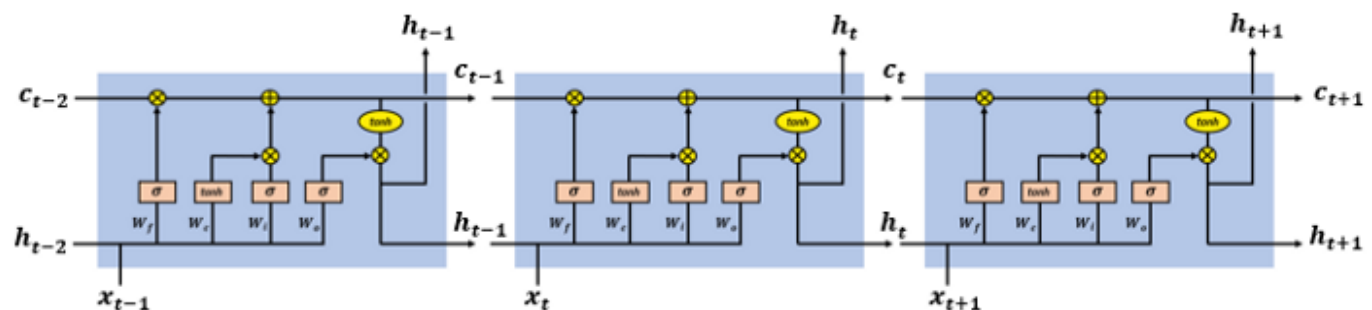 h_{t-1} h_t h_{t+1}
c_{t-2} c_{t-1} c_t c_{t+1}
tanh tanh tanh
σ tanh σ σ σ tanh σ σ σ tanh σ σ
W_f W_c W_i W_o W_f W_c W_i W_o W_f W_c W_i W_o
h_{t-2} h_{t-1} h_t h_{t+1}
x_{t-1} x_t x_{t+1}